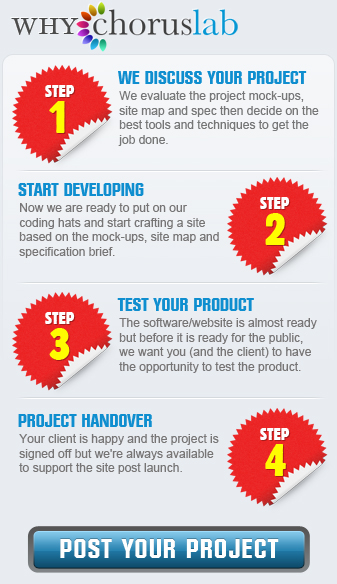 WHY choruslab
STEP
1
WE DISCUSS YOUR PROJECT
We evaluate the project mock-ups,
site map and spec then decide on the
best tools and techniques to get the
job done.
START DEVELOPING
Now we are ready to put on our
coding hats and start crafting a site
based on the mock-ups, site map and
specification brief.
STEP
2
STEP
3
TEST YOUR PRODUCT
The software/website is almost ready
but before it is ready for the public,
we want you (and the client) to have
the opportunity to test the product.
PROJECT HANDOVER
Your client is happy and the project is
signed off but we're always available
to support the site post launch.
STEP
4
POST YOUR PROJECT